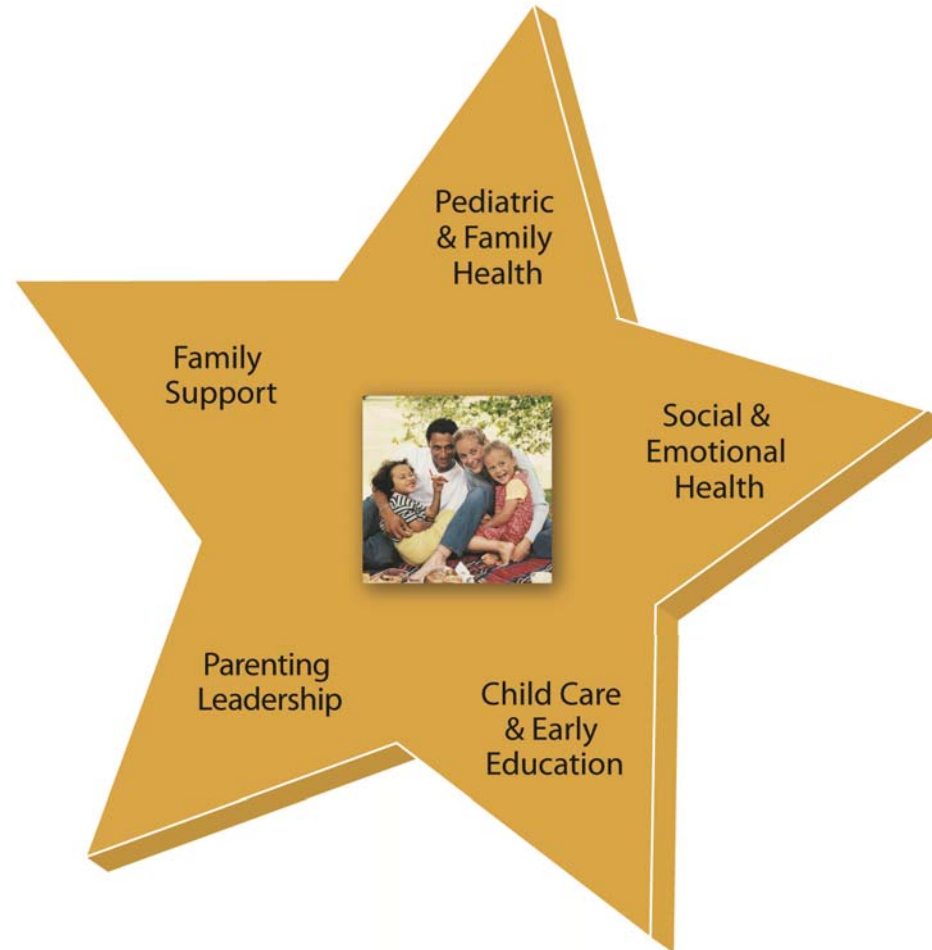 Pediatric
& Family
Health
Social &
Emotional
Health
Child Care
& Early
Education
Parenting
Leadership
Family
Support